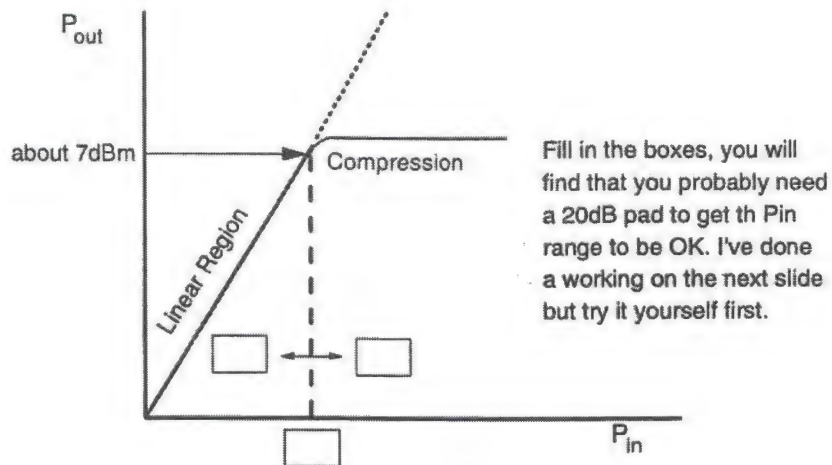 P_out
about 7dBm
Compression
Linear Region
P_in
Fill in the boxes, you will
find that you probably need
a 20dB pad to get th Pin
range to be OK. I've done
a working on the next slide
but try it yourself first.